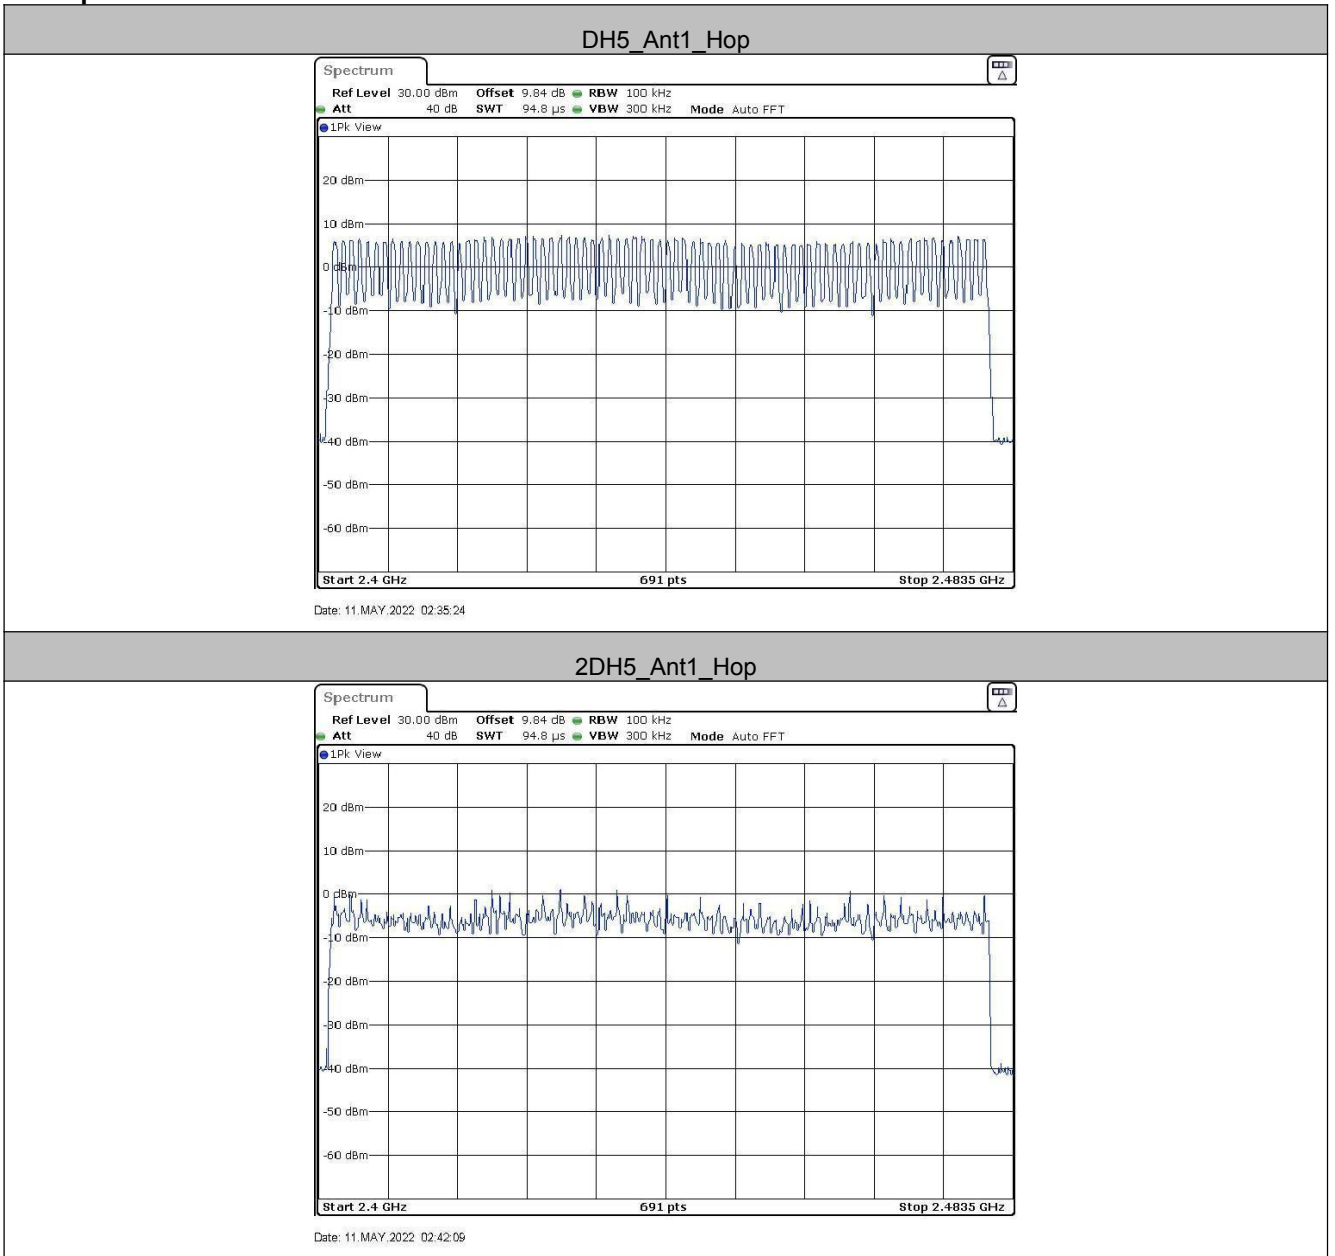 DH5_Ant1_Hop
Spectrum
Ref Level 30.00 dBm Offset 9.84 dB RBW 100 kHz
Att 40 dB SWT 94.8 µs VBW 300 kHz Mode Auto FFT
1Pk View
20 dBm
10 dBm
0 dBm
-10 dBm
-20 dBm
-30 dBm
-40 dBm
-50 dBm
-60 dBm
Start 2.4 GHz 691 pts Stop 2.4835 GHz
Date: 11.MAY.2022 02:35:24
2DH5_Ant1_Hop
Spectrum
Ref Level 30.00 dBm Offset 9.84 dB RBW 100 kHz
Att 40 dB SWT 94.8 µs VBW 300 kHz Mode Auto FFT
1Pk View
20 dBm
10 dBm
0 dBm
-10 dBm
-20 dBm
-30 dBm
-40 dBm
-50 dBm
-60 dBm
Start 2.4 GHz 691 pts Stop 2.4835 GHz
Date: 11.MAY.2022 02:42:09